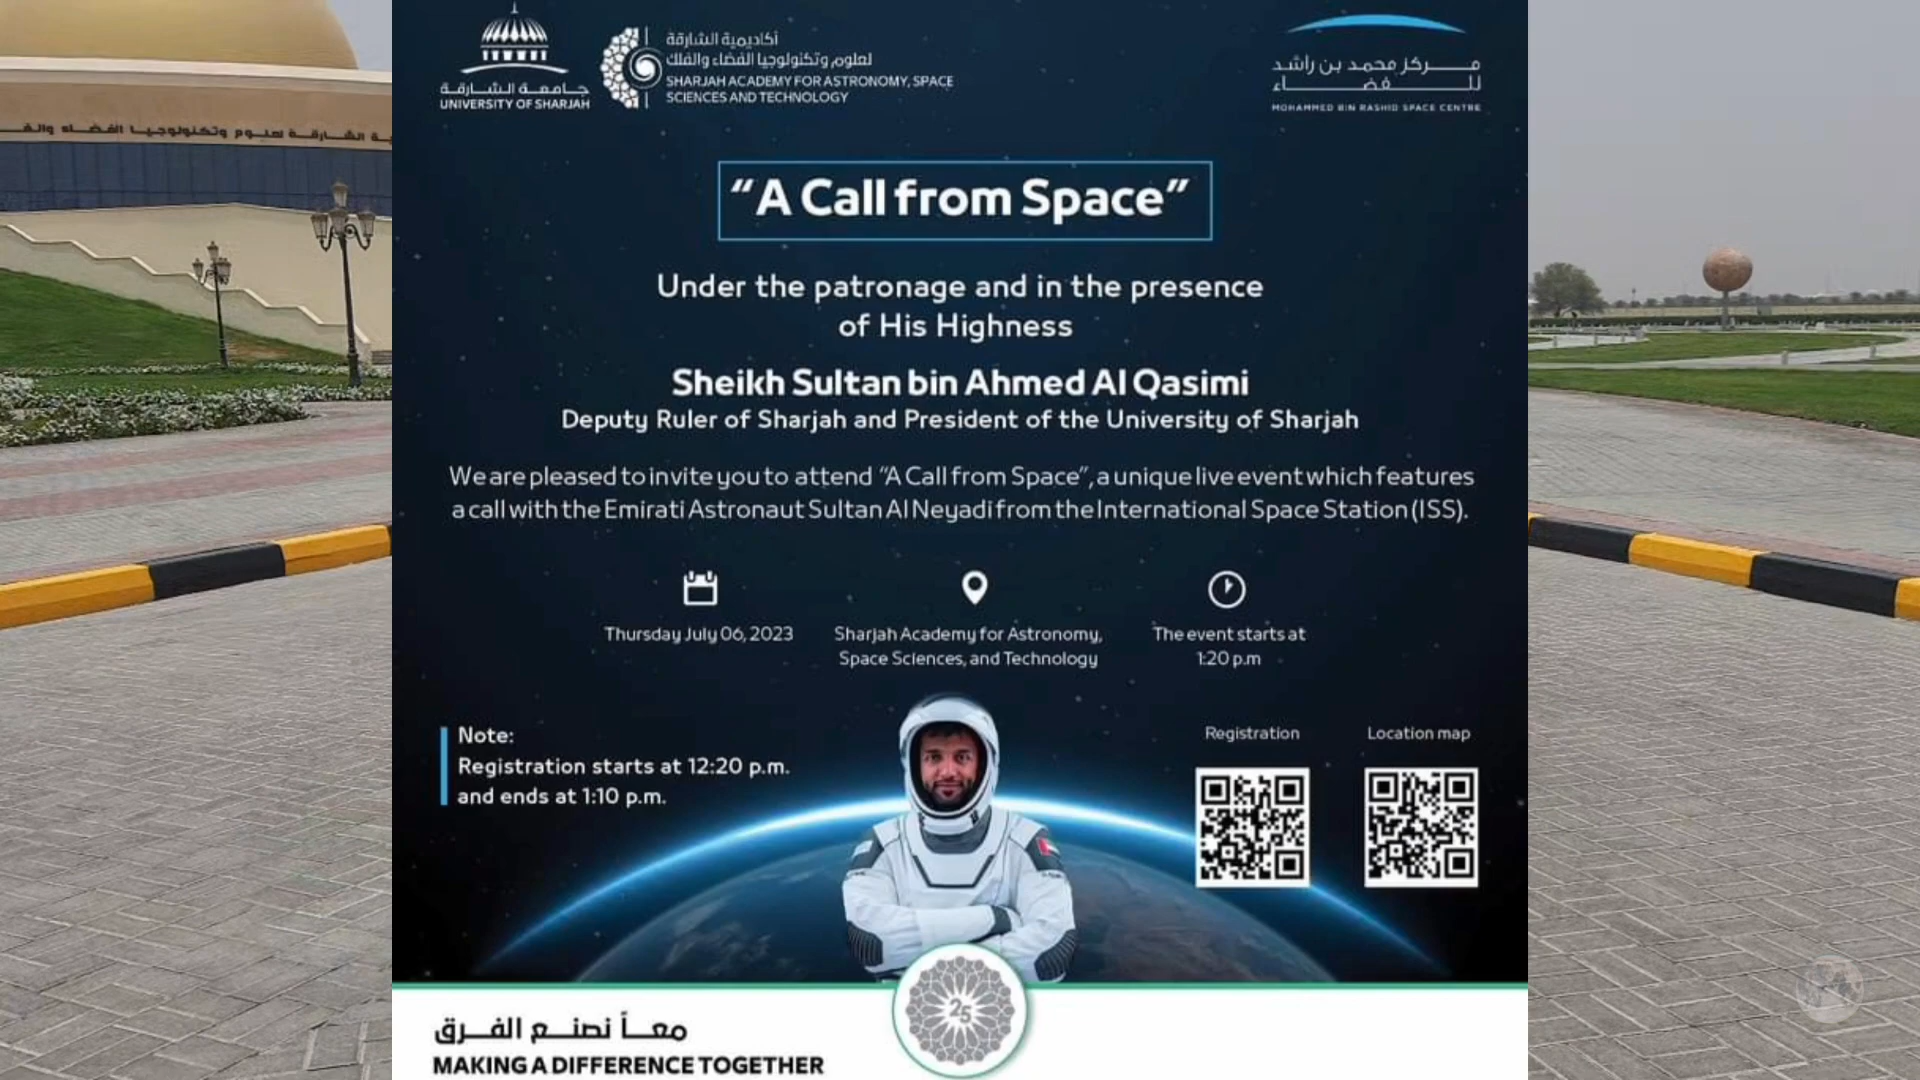 جامعة الشارقة
UNIVERSITY OF SHARJAH
أكاديمية الشارقة
لعلوم وتكنولوجيا الفضاء والفلك
SHARJAH ACADEMY FOR ASTRONOMY, SPACE
SCIENCES AND TECHNOLOGY
مركز محمد بن راشد
للفضاء
MOHAMMED BIN RASHID SPACE CENTRE
الشارقة لعلوم وتكنولوجيا الفضاء
“A Call from Space”
Under the patronage and in the presence
of His Highness
Sheikh Sultan bin Ahmed Al Qasimi
Deputy Ruler of Sharjah and President of the University of Sharjah
We are pleased to invite you to attend “A Call from Space”, a unique live event which features
a call with the Emirati Astronaut Sultan Al Neyadi from the International Space Station (ISS).
Thursday July 06, 2023
Sharjah Academy for Astronomy,
Space Sciences, and Technology
The event starts at
1:20 p.m
Note:
Registration starts at 12:20 p.m.
and ends at 1:10 p.m.
Registration
Location map
25
معاً نصنع الفرق
MAKING A DIFFERENCE TOGETHER